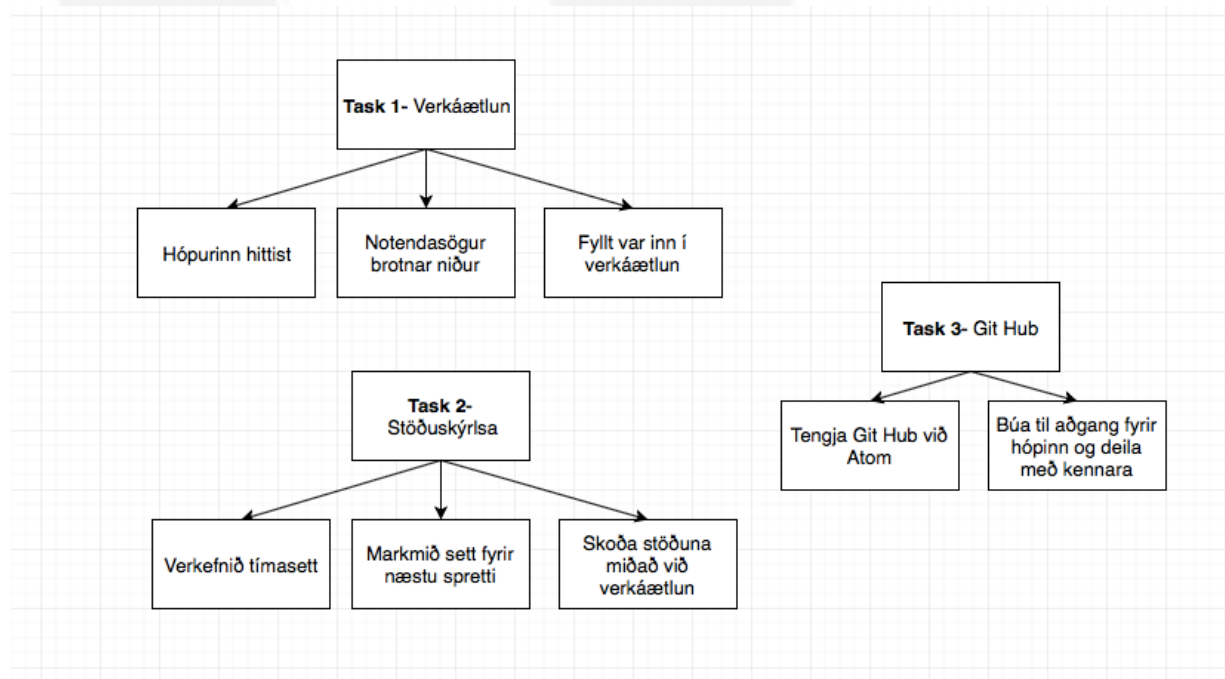 Task 1- Verkáætlun
Hópurinn hittist
Notendasögur
brotnar niður
Fyllt var inn í
verkáætlun
Task 2-
Stöðuskýrlsa
Verkefnið tímasett
Markmið sett fyrir
næstu spretti
Skoða stöðuna
miðað við
verkáætlun
Task 3- Git Hub
Tengja Git Hub við
Atom
Búa til aðgang fyrir
hópinn og deila
með kennara